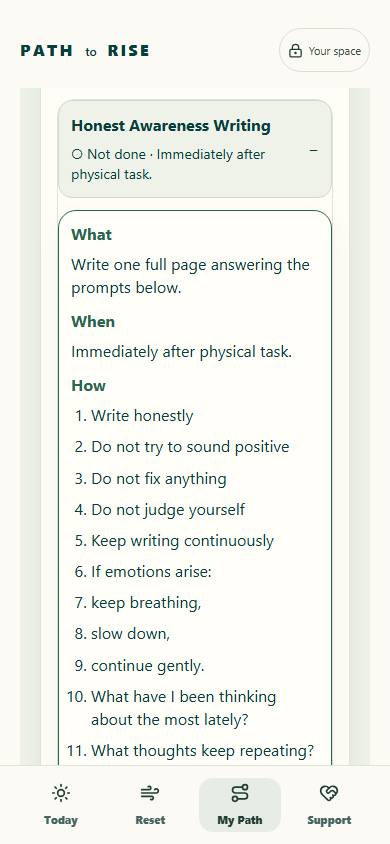 PATH to RISE
Your space
Honest Awareness Writing
○ Not done · Immediately after
physical task.
–
What
Write one full page answering the
prompts below.
When
Immediately after physical task.
How
1. Write honestly
2. Do not try to sound positive
3. Do not fix anything
4. Do not judge yourself
5. Keep writing continuously
6. If emotions arise:
7. keep breathing,
8. slow down,
9. continue gently.
10. What have I been thinking
about the most lately?
11. What thoughts keep repeating?
Today
Reset
My Path
Support